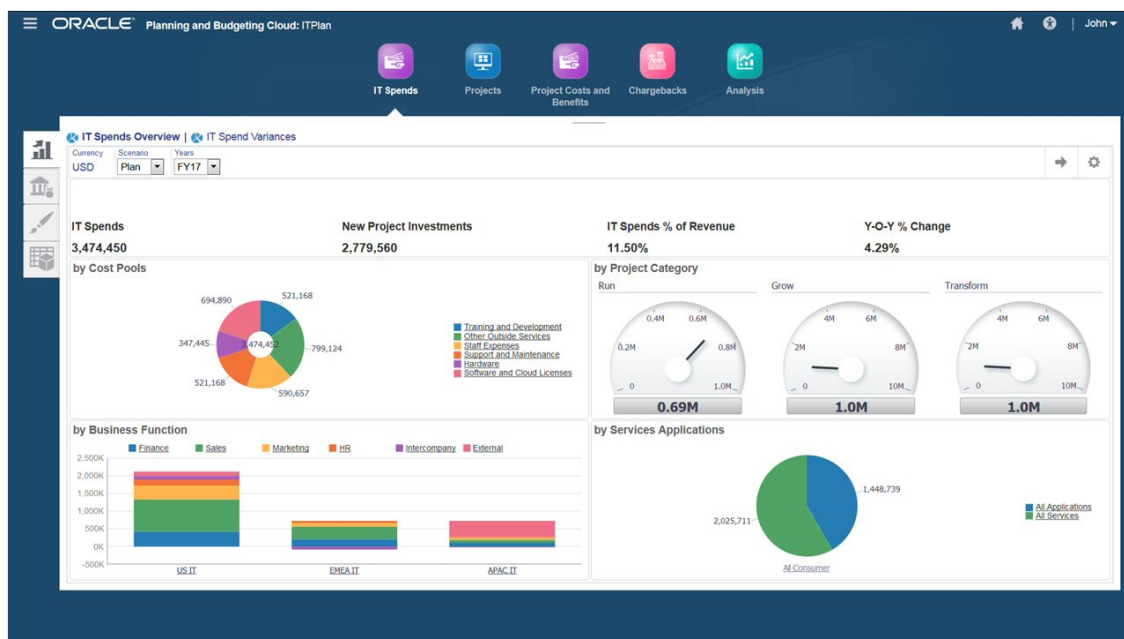 ORACLE® Planning and Budgeting Cloud: ITPlan
John
IT Spends
Projects
Project Costs and
Benefits
Chargebacks
Analysis
IT Spends Overview | IT Spend Variances
Currency Scenario Years
USD Plan FY17
IT Spends
3,474,450
New Project Investments
2,779,560
IT Spends % of Revenue
11.50%
Y-O-Y % Change
4.29%
by Cost Pools
694,890
521,168
347,445
3,474,452
799,124
521,168
590,657
Training and Development
Other Outside Services
Staff Expenses
Support and Maintenance
Hardware
Software and Cloud Licenses
by Project Category
Run
0.4M 0.6M
0.2M 0.8M
0 1.0M
0.69M
Grow
4M 6M
2M 8M
0 10M
1.0M
Transform
4M 6M
2M 8M
0 10M
1.0M
by Business Function
Finance Sales Marketing HR Intercompany External
2,500K
2,000K
1,500K
1,000K
500K
0K
-500K
US IT EMEA IT APAC IT
by Services Applications
1,448,739
2,025,711
All Applications
All Services
All Consumer